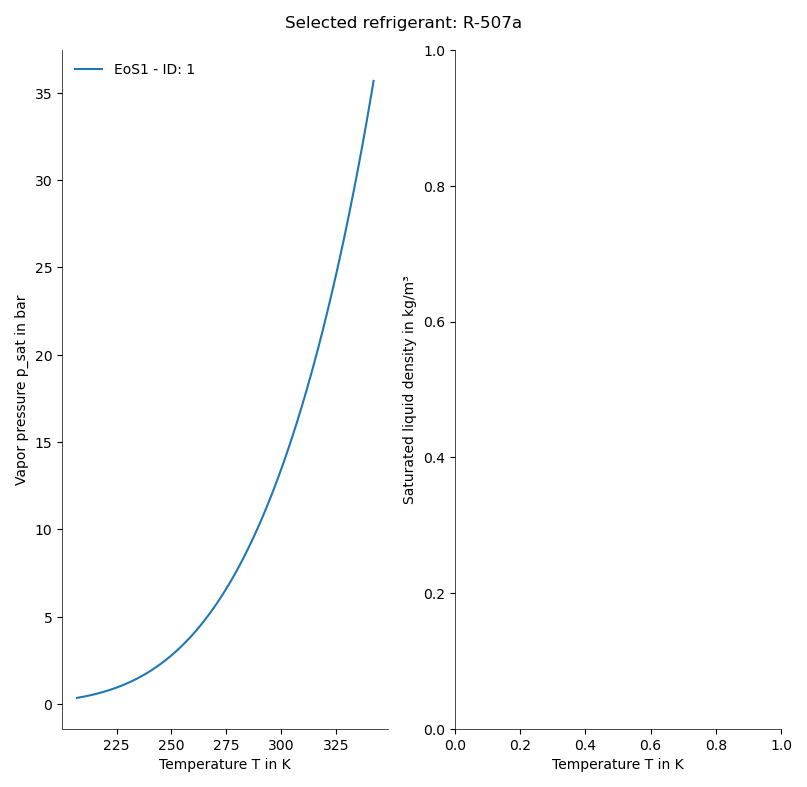 Selected refrigerant: R-507a
EoS1 - ID: 1
Vapor pressure p_sat in bar
35
30
25
20
15
10
5
0
225 250 275 300 325
Temperature T in K
Saturated liquid density in kg/m³
1.0
0.8
0.6
0.4
0.2
0.0
0.0 0.2 0.4 0.6 0.8 1.0
Temperature T in K